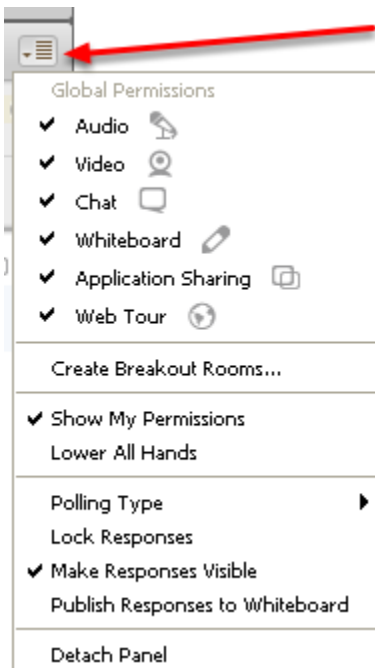 Global Permissions
Audio
Video
Chat
Whiteboard
Application Sharing
Web Tour
Create Breakout Rooms...
Show My Permissions
Lower All Hands
Polling Type
Lock Responses
Make Responses Visible
Publish Responses to Whiteboard
Detach Panel